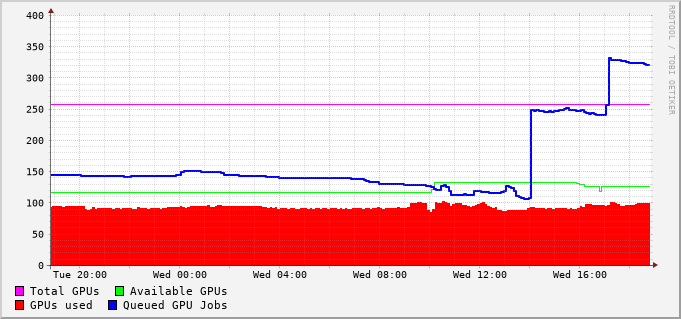 400
350
300
250
200
150
100
50
0
Tue 20:00 Wed 00:00 Wed 04:00 Wed 08:00 Wed 12:00 Wed 16:00
Total GPUs Available GPUs
GPUs used Queued GPU Jobs
RRDTOOL / TOBI OETIKER